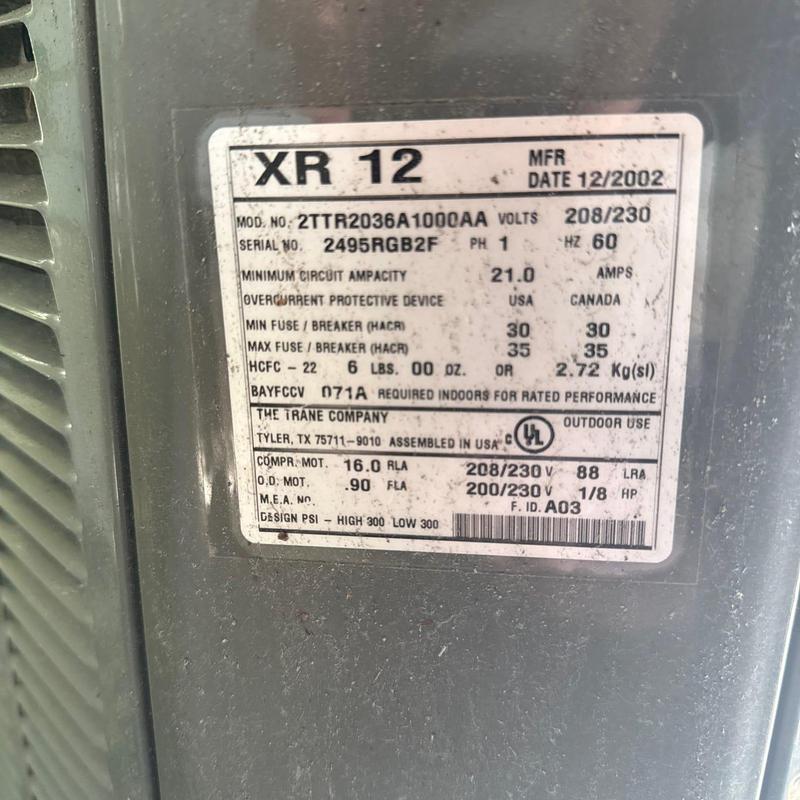 XR 12
MFR
DATE 12/2002
MOD. NO. 2TTR2036A1000AA VOLTS 208/230
SERIAL NO. 2495RGB2F PH 1 HZ 60
MINIMUM CIRCUIT AMPACITY 21.0 AMPS
OVERCURRENT PROTECTIVE DEVICE USA CANADA
MIN FUSE / BREAKER (HACR) 30 30
MAX FUSE / BREAKER (HACR) 35 35
HCFC - 22 6 LBS. 00 OZ. OR 2.72 Kg(sl)
BAYFCCV 071A REQUIRED INDOORS FOR RATED PERFORMANCE
THE TRANE COMPANY
TYLER, TX 75711-9010 ASSEMBLED IN USA C UL OUTDOOR USE
COMPR. MOT. 16.0 RLA 208/230 V 88 LRA
O.D. MOT. .90 FLA 200/230 V 1/8 HP
M.E.A. NO. F. ID. A03
DESIGN PSI - HIGH 300 LOW 300